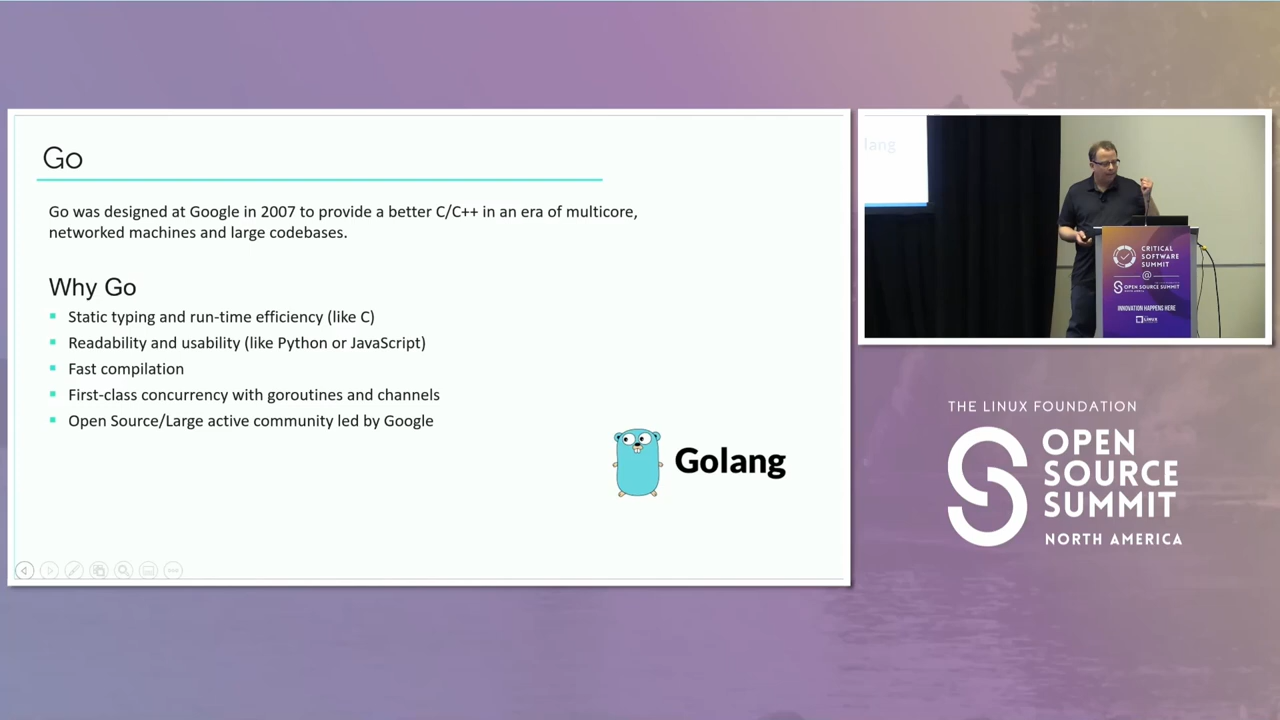 Go
Go was designed at Google in 2007 to provide a better C/C++ in an era of multicore,
networked machines and large codebases.
Why Go
Static typing and run-time efficiency (like C)
Readability and usability (like Python or JavaScript)
Fast compilation
First-class concurrency with goroutines and channels
Open Source/Large active community led by Google
Golang
lang
CRITICAL
SOFTWARE
SUMMIT
@
OPEN SOURCE SUMMIT
INNOVATION HAPPENS HERE
LINUX
THE LINUX FOUNDATION
OPEN
SOURCE
SUMMIT
NORTH AMERICA